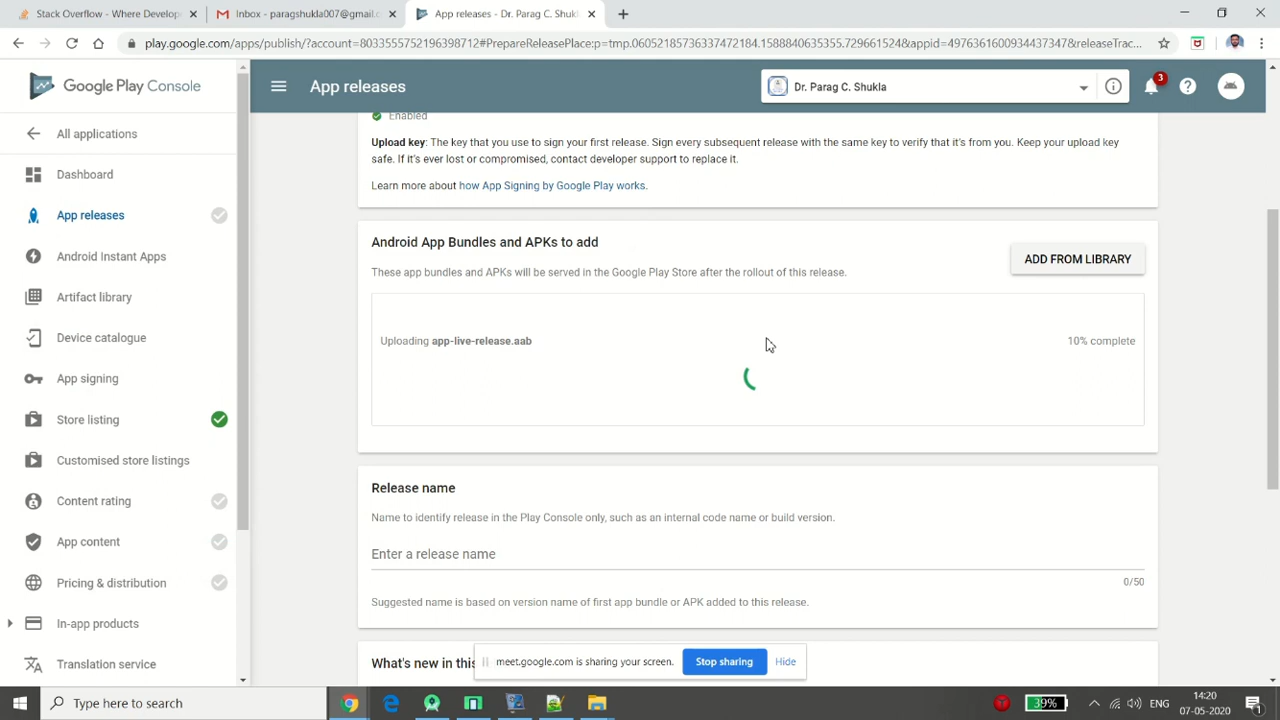 Stack Overflow - Where Develope
Inbox - paragshukla007@gmail.co
App releases - Dr. Parag C. Shukl
play.google.com/apps/publish/?account=8033555752196398712#PrepareReleasePlace:p=tmp.06052185736337472184.1588840635355.729661524&appid=4976361600934437347&releaseTrac...
Google Play Console
App releases
Dr. Parag C. Shukla
3
All applications
Dashboard
App releases
Android Instant Apps
Artifact library
Device catalogue
App signing
Store listing
Customised store listings
Content rating
App content
Pricing & distribution
In-app products
Translation service
Enabled
Upload key: The key that you use to sign your first release. Sign every subsequent release with the same key to verify that it's from you. Keep your upload key
safe. If it's ever lost or compromised, contact developer support to replace it.
Learn more about how App Signing by Google Play works.
Android App Bundles and APKs to add
ADD FROM LIBRARY
These app bundles and APKs will be served in the Google Play Store after the rollout of this release.
Uploading app-live-release.aab
10% complete
Release name
Name to identify release in the Play Console only, such as an internal code name or build version.
Enter a release name
0/50
Suggested name is based on version name of first app bundle or APK added to this release.
What's new in this
meet.google.com is sharing your screen.
Stop sharing
Hide
Type here to search
39%
ENG
14:20
07-05-2020
1